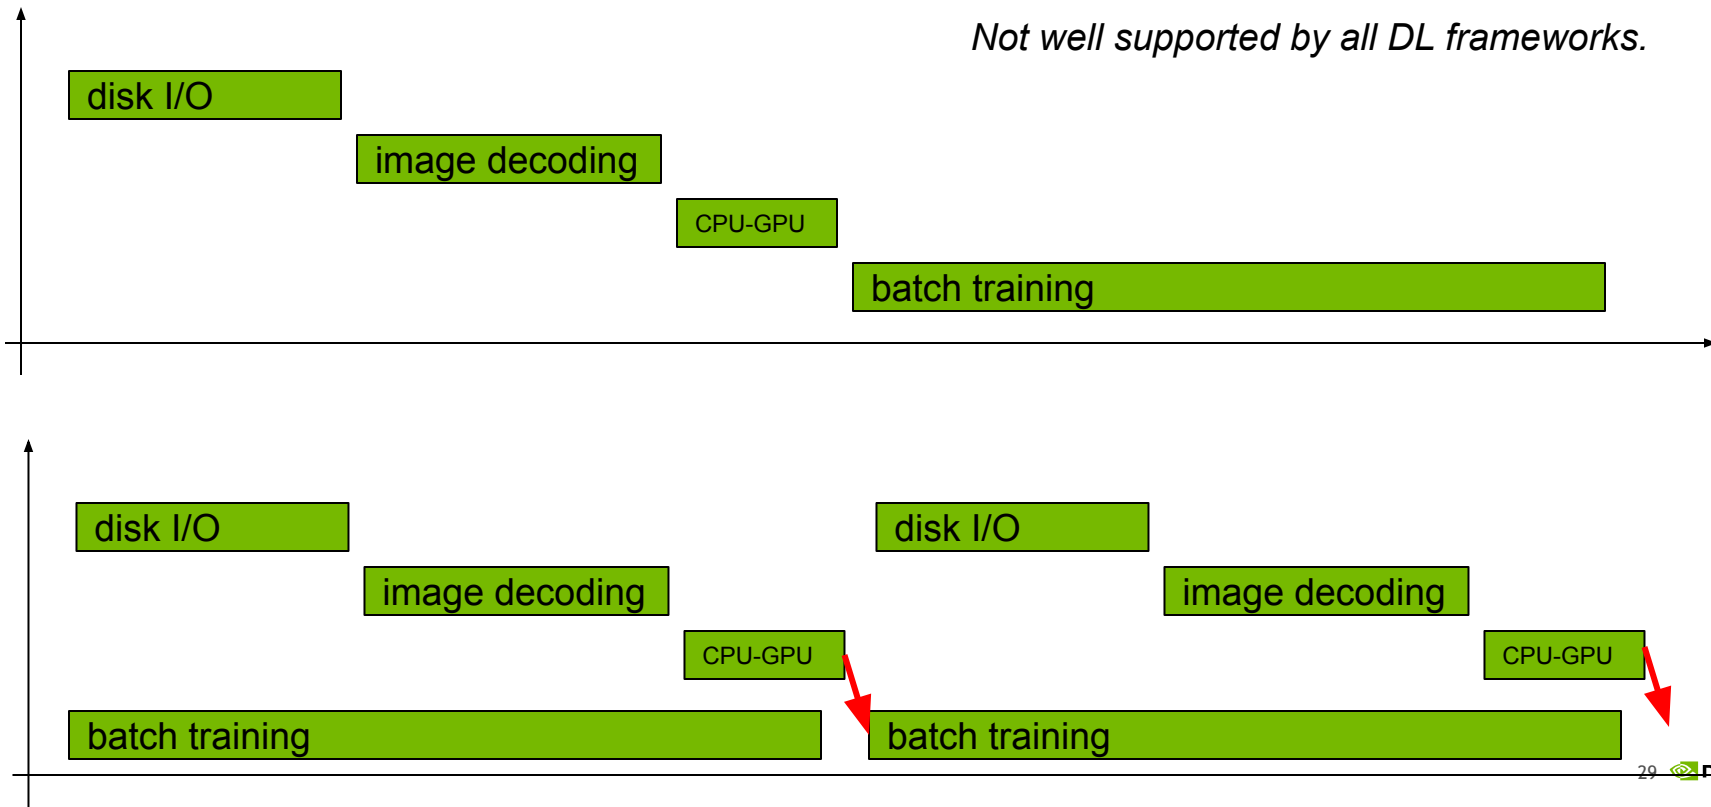 Not well supported by all DL frameworks.
disk I/O
image decoding
CPU-GPU
batch training
disk I/O
disk I/O
image decoding
image decoding
CPU-GPU
CPU-GPU
batch training
batch training
29